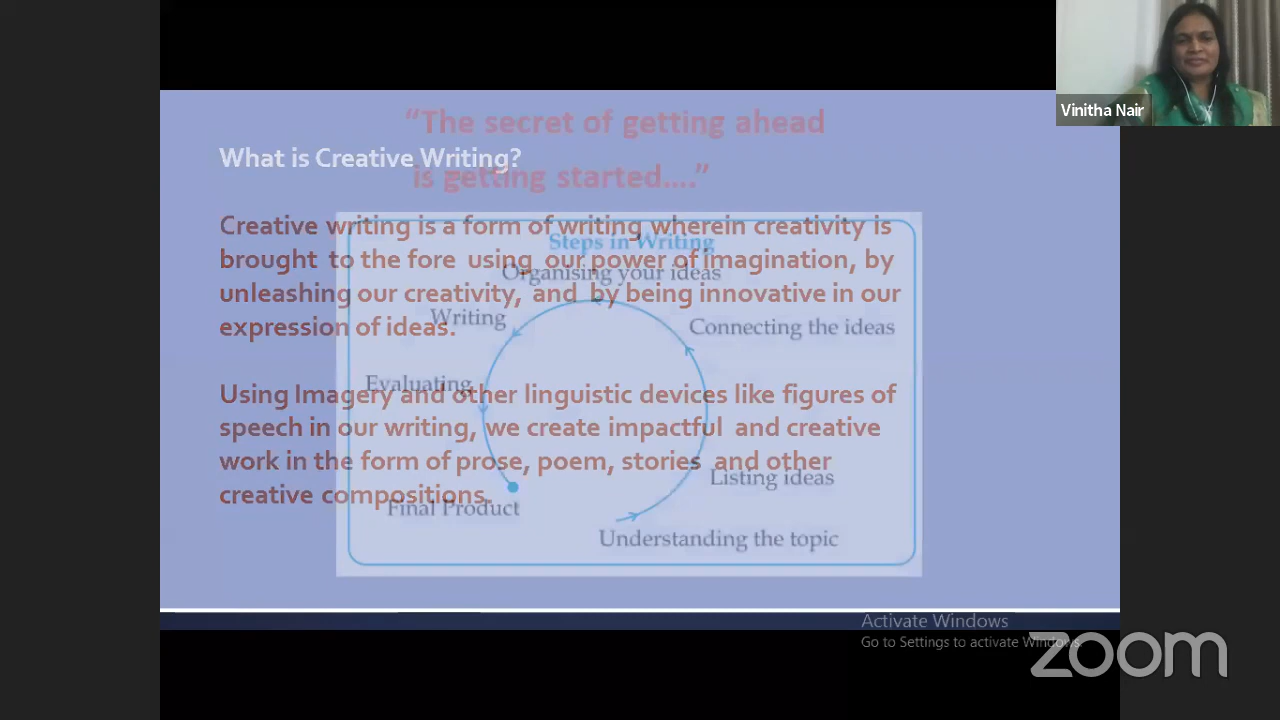 Vinitha Nair
"The secret of getting ahead
is getting started...."
What is Creative Writing?
Creative writing is a form of writing wherein creativity is
brought to the fore using our power of imagination, by
unleashing our creativity, and by being innovative in our
expression of ideas.
Using Imagery and other linguistic devices like figures of
speech in our writing, we create impactful and creative
work in the form of prose, poem, stories and other
creative compositions.
Steps in Writing
Organising your ideas
Writing
Connecting the ideas
Evaluating
Listing ideas
Final Product
Understanding the topic
Activate Windows
Go to Settings to activate Windows.
zoom